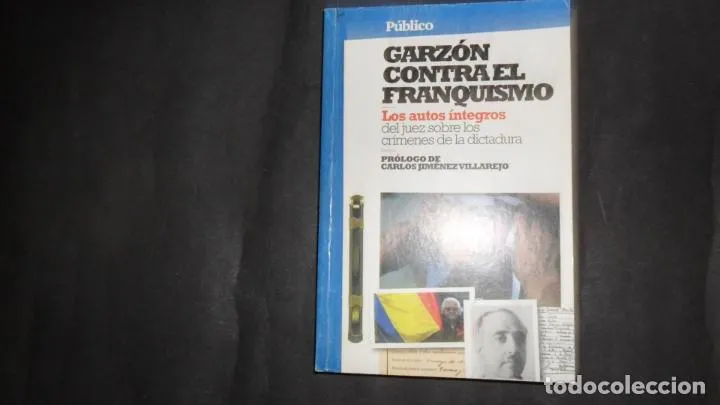 Público
GARZÓN
CONTRA EL
FRANQUISMO
Los autos íntegros
del juez sobre los
crímenes de la dictadura
PRÓLOGO DE
CARLOS JIMÉNEZ VILLAREJO
todocoleccion